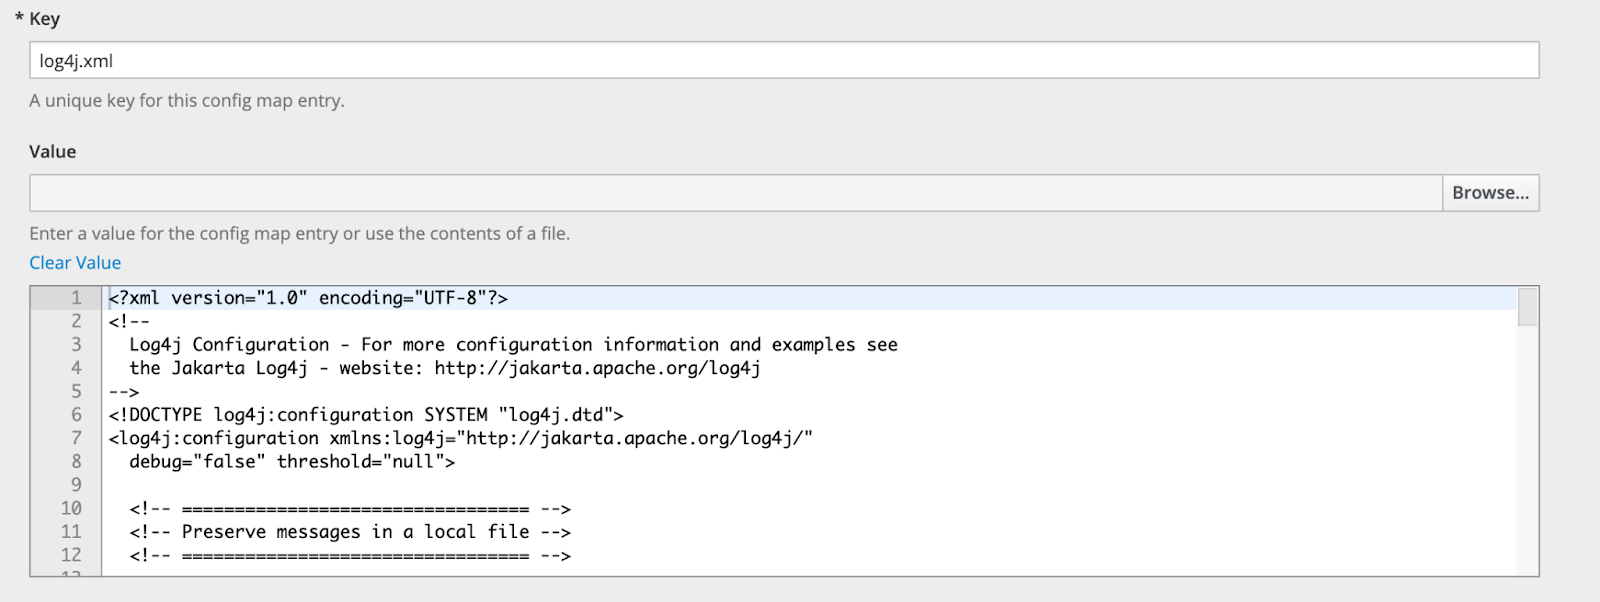 * Key
log4j.xml
A unique key for this config map entry.
Value
Browse...
Enter a value for the config map entry or use the contents of a file.
Clear Value
1 <?xml version="1.0" encoding="UTF-8"?>
2 <!--
3   Log4j Configuration - For more configuration information and examples see
4   the Jakarta Log4j - website: http://jakarta.apache.org/log4j
5 -->
6 <!DOCTYPE log4j:configuration SYSTEM "log4j.dtd">
7 <log4j:configuration xmlns:log4j="http://jakarta.apache.org/log4j/"
8   debug="false" threshold="null">
9
10   <!-- ================================= -->
11   <!-- Preserve messages in a local file -->
12   <!-- ================================= -->